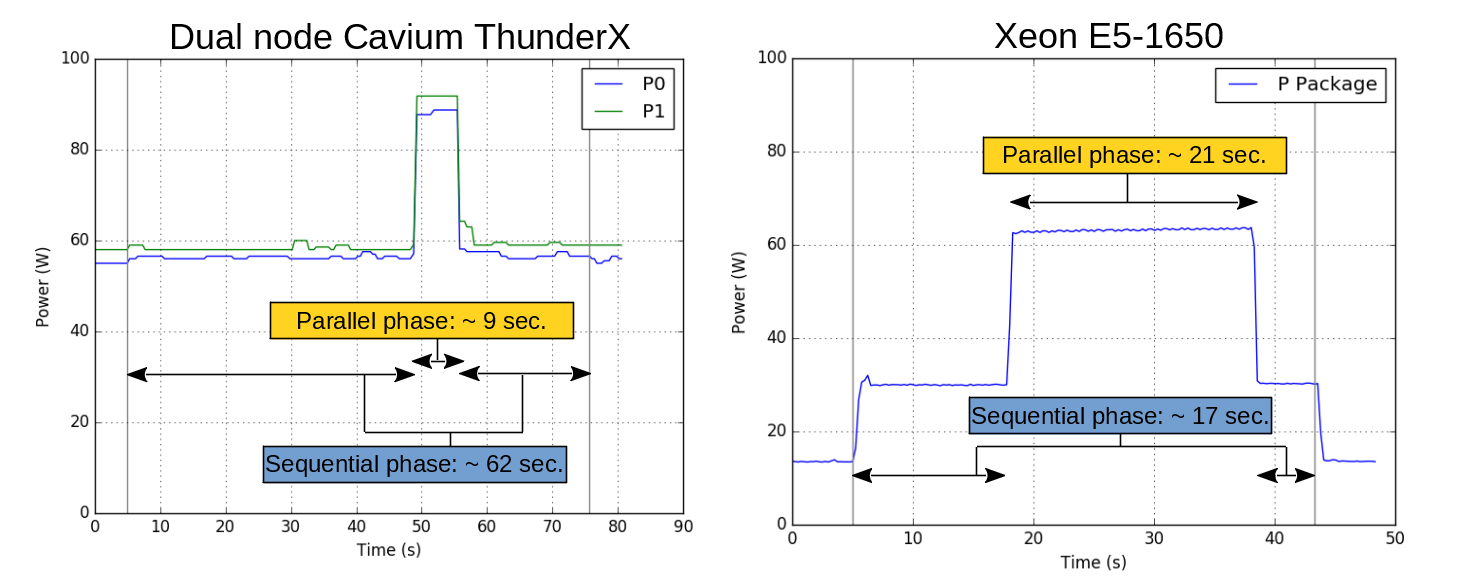 Dual node Cavium ThunderX
100
80
60
40
20
0
Power (W)
P0
P1
Parallel phase: ~ 9 sec.
Sequential phase: ~ 62 sec.
0 10 20 30 40 50 60 70 80 90
Time (s)
Xeon E5-1650
100
80
60
40
20
0
Power (W)
P Package
Parallel phase: ~ 21 sec.
Sequential phase: ~ 17 sec.
0 10 20 30 40 50
Time (s)